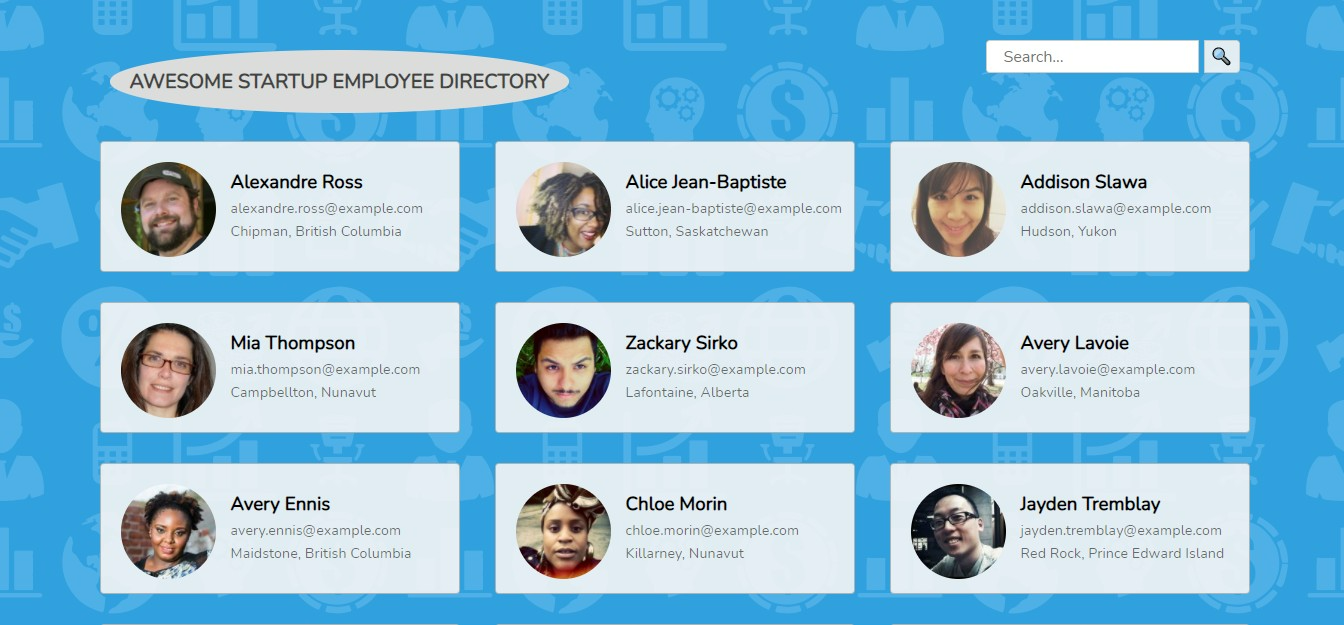 AWESOME STARTUP EMPLOYEE DIRECTORY
Search...
Alexandre Ross
alexandre.ross@example.com
Chipman, British Columbia
Alice Jean-Baptiste
alice.jean-baptiste@example.com
Sutton, Saskatchewan
Addison Slawa
addison.slawa@example.com
Hudson, Yukon
Mia Thompson
mia.thompson@example.com
Campbellton, Nunavut
Zackary Sirko
zackary.sirko@example.com
Lafontaine, Alberta
Avery Lavoie
avery.lavoie@example.com
Oakville, Manitoba
Avery Ennis
avery.ennis@example.com
Maidstone, British Columbia
Chloe Morin
chloe.morin@example.com
Killarney, Nunavut
Jayden Tremblay
jayden.tremblay@example.com
Red Rock, Prince Edward Island